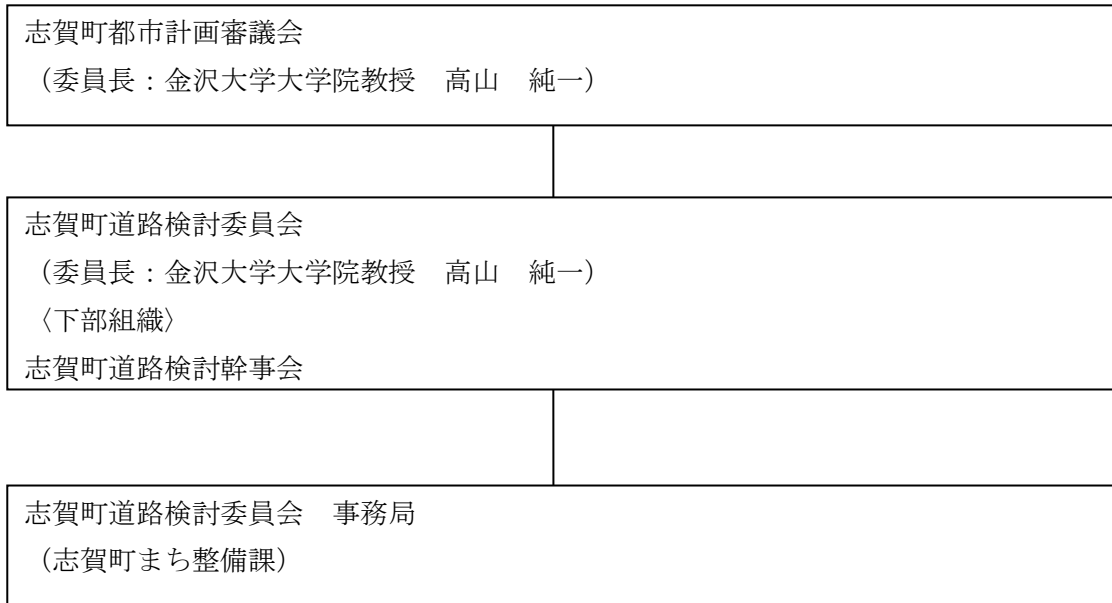 志賀町都市計画審議会
（委員長：金沢大学大学院教授　高山　純一）
志賀町道路検討委員会
（委員長：金沢大学大学院教授　高山　純一）
〈下部組織〉
志賀町道路検討幹事会
志賀町道路検討委員会　事務局
（志賀町まち整備課）